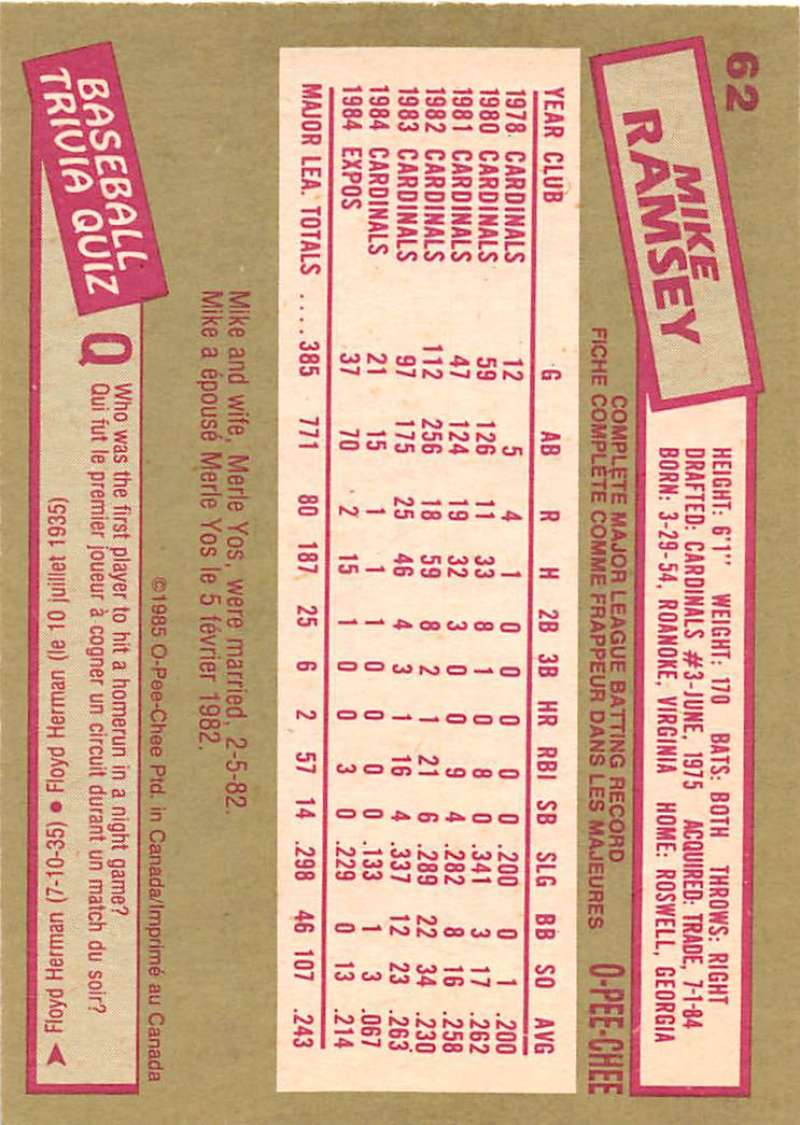 62
MIKE
RAMSEY
HEIGHT: 6'1" WEIGHT: 170 BATS: BOTH THROWS: RIGHT
DRAFTED: CARDINALS #3-JUNE, 1975 ACQUIRED: TRADE, 7-1-84
BORN: 3-29-54, ROANOKE, VIRGINIA HOME: ROSWELL, GEORGIA
COMPLETE MAJOR LEAGUE BATTING RECORD
FICHE COMPLÈTE COMME FRAPPEUR DANS LES MAJEURES O-PEE-CHEE
YEAR CLUB G AB R H 2B 3B HR RBI SB SLG BB SO AVG
1978 CARDINALS 12 5 4 1 0 0 0 0 0 .200 0 1 .200
1980 CARDINALS 59 126 11 33 8 1 0 8 0 .341 3 17 .262
1981 CARDINALS 47 124 19 32 3 0 0 9 4 .282 8 16 .258
1982 CARDINALS 112 256 18 59 8 2 1 21 6 .289 22 34 .230
1983 CARDINALS 97 175 25 46 4 3 1 16 4 .337 12 23 .263
1984 CARDINALS 21 15 1 1 1 0 0 0 0 .133 1 3 .067
1984 EXPOS 37 70 2 15 1 0 0 3 0 .229 0 13 .214
MAJOR LEA. TOTALS .... 385 771 80 187 25 6 2 57 14 .298 46 107 .243
Mike and wife, Merle Yos, were married, 2-5-82.
Mike a épousé Merle Yos le 5 février 1982.
©1985 O-Pee-Chee Ptd. in Canada/Imprimé au Canada
BASEBALL
TRIVIA QUIZ
Q Who was the first player to hit a homerun in a night game?
Qui fut le premier joueur à cogner un circuit durant un match du soir?
Floyd Herman (7-10-35) • Floyd Herman (le 10 juillet 1935)